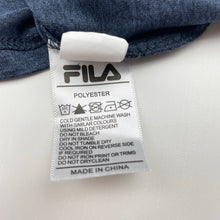 FILA
POLYESTER
COLD GENTLE MACHINE WASH
WITH SAILAR COLOURS
USING MILD DETERGENT
DO NOT BLEACH
DRY IN SHADE
DO NOT TUMBLE DRY
COOL IRON ON REVERSE SIDE
DO NOT IRON PRINT OR TRIMS
DO NOT DRYCLEAN
MADE IN CHINA